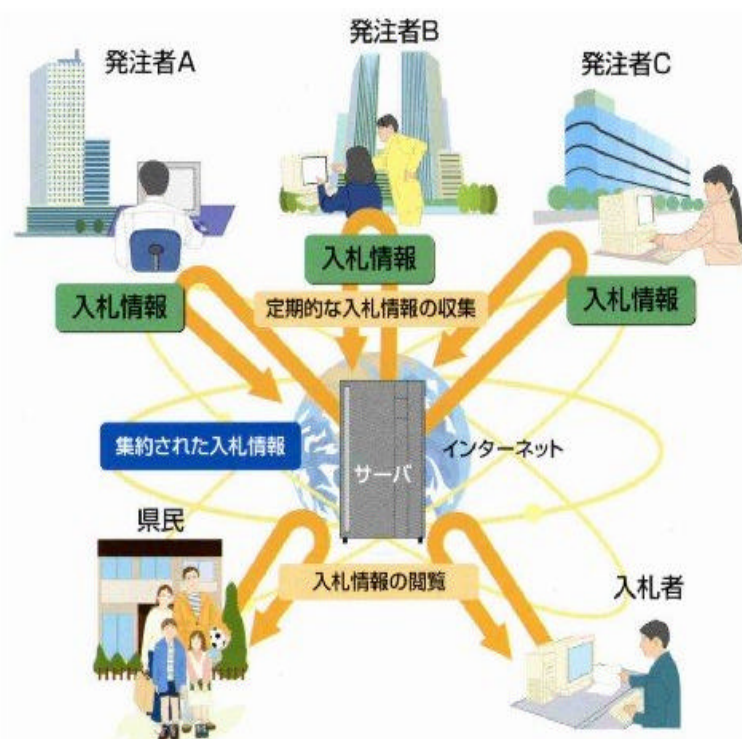 発注者A
発注者B
発注者C
入札情報
入札情報
入札情報
定期的な入札情報の収集
集約された入札情報
インターネット
サーバ
県民
入札情報の閲覧
入札者